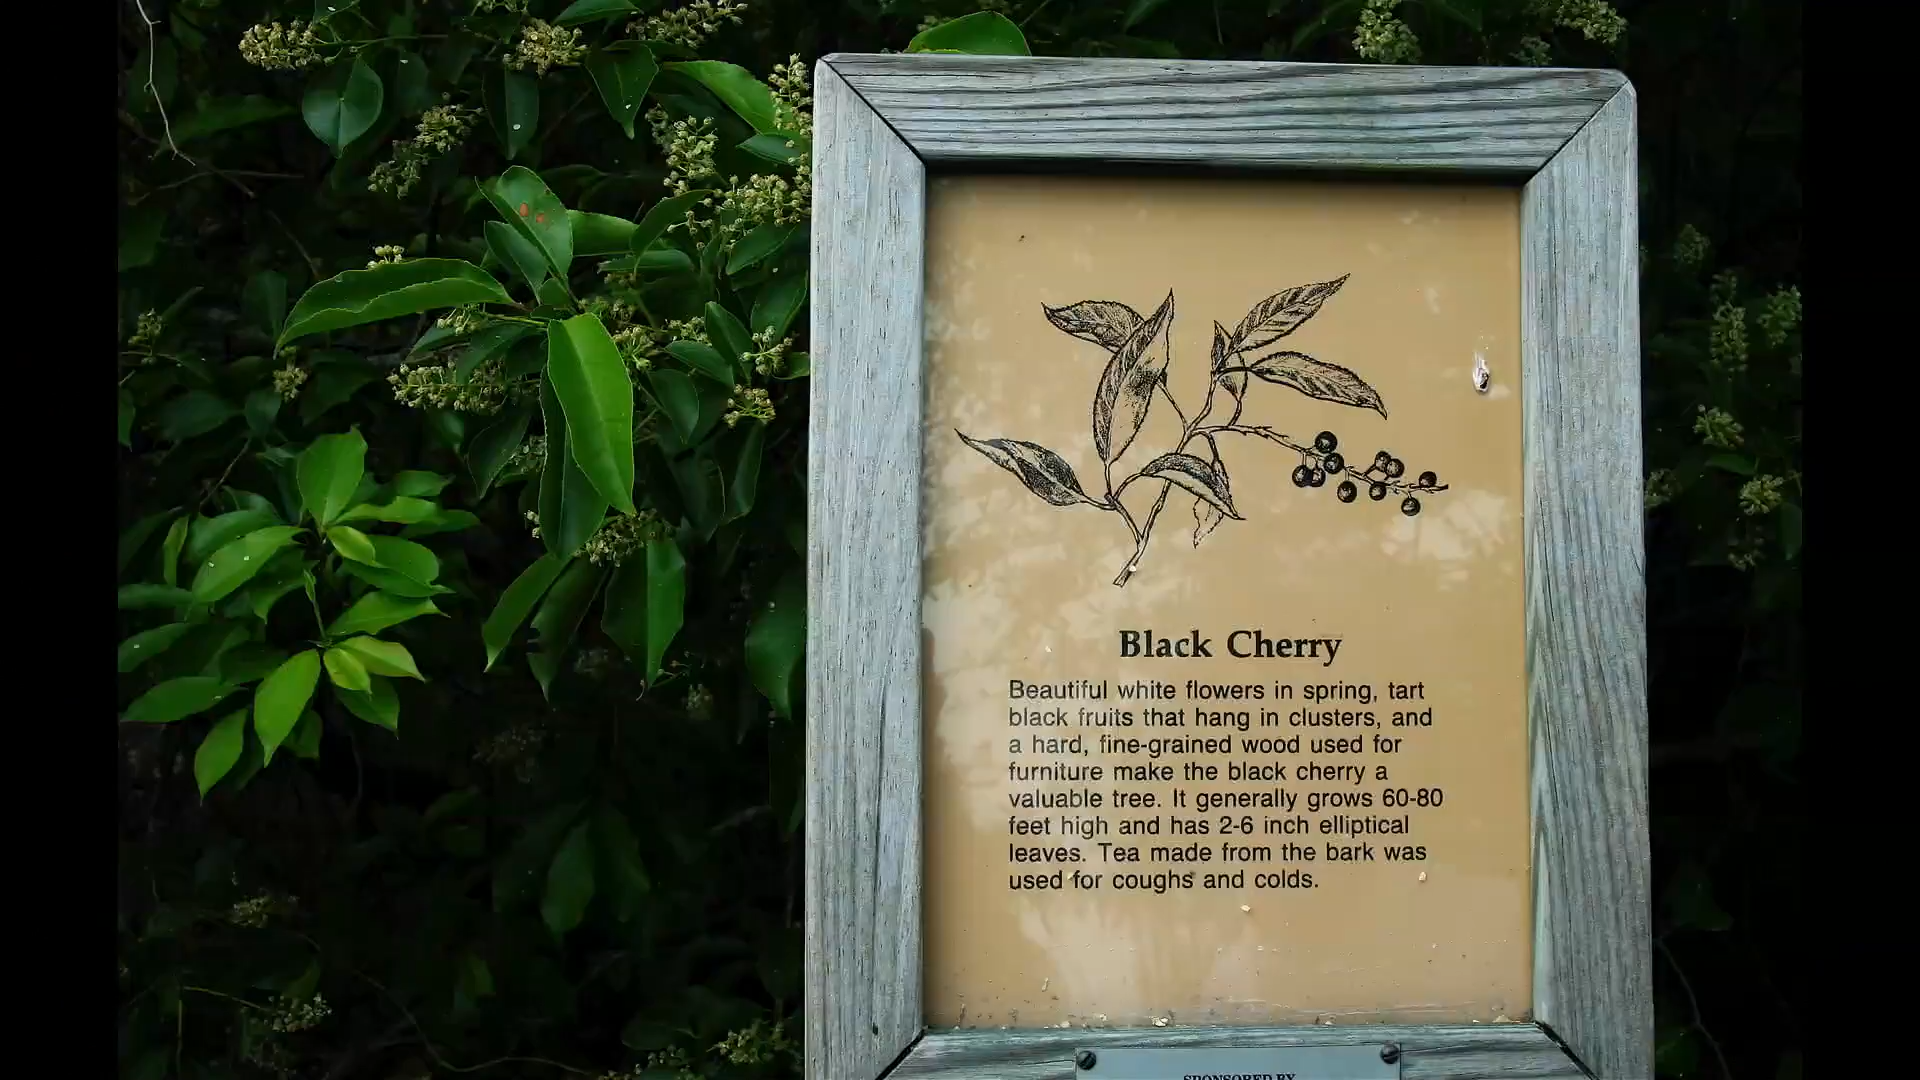 Black Cherry
Beautiful white flowers in spring, tart
black fruits that hang in clusters, and
a hard, fine-grained wood used for
furniture make the black cherry a
valuable tree. It generally grows 60-80
feet high and has 2-6 inch elliptical
leaves. Tea made from the bark was
used for coughs and colds.
SPONSORED BY